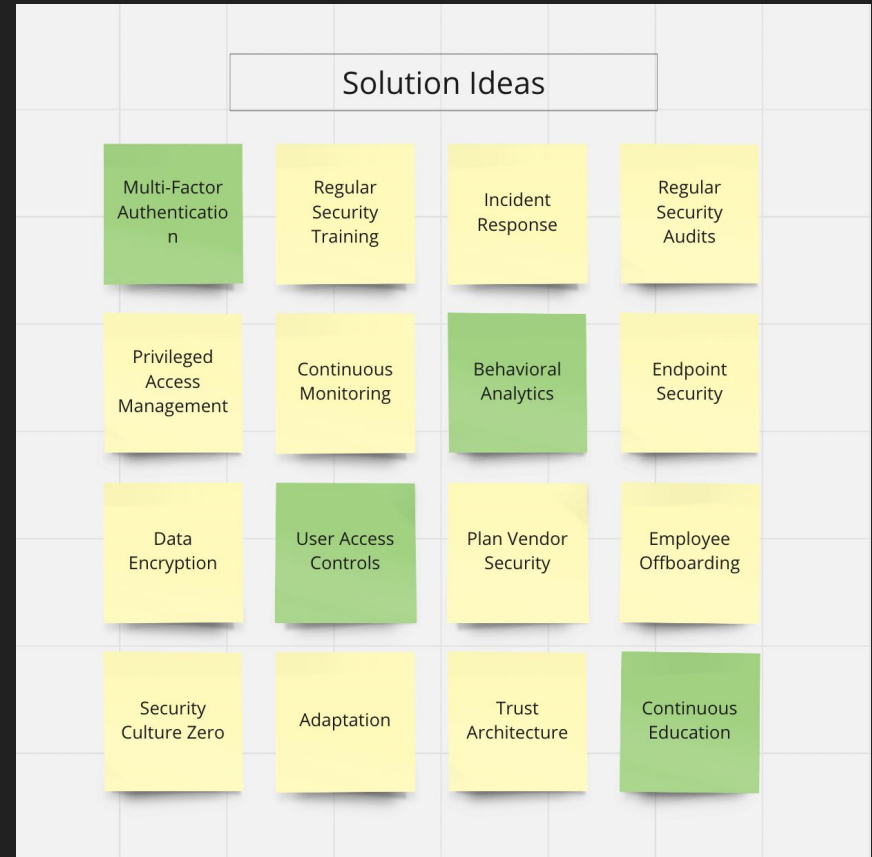 Solution Ideas
Multi-Factor
Authenticatio
n
Regular
Security
Training
Incident
Response
Regular
Security
Audits
Privileged
Access
Management
Continuous
Monitoring
Behavioral
Analytics
Endpoint
Security
Data
Encryption
User Access
Controls
Plan Vendor
Security
Employee
Offboarding
Security
Culture Zero
Adaptation
Trust
Architecture
Continuous
Education